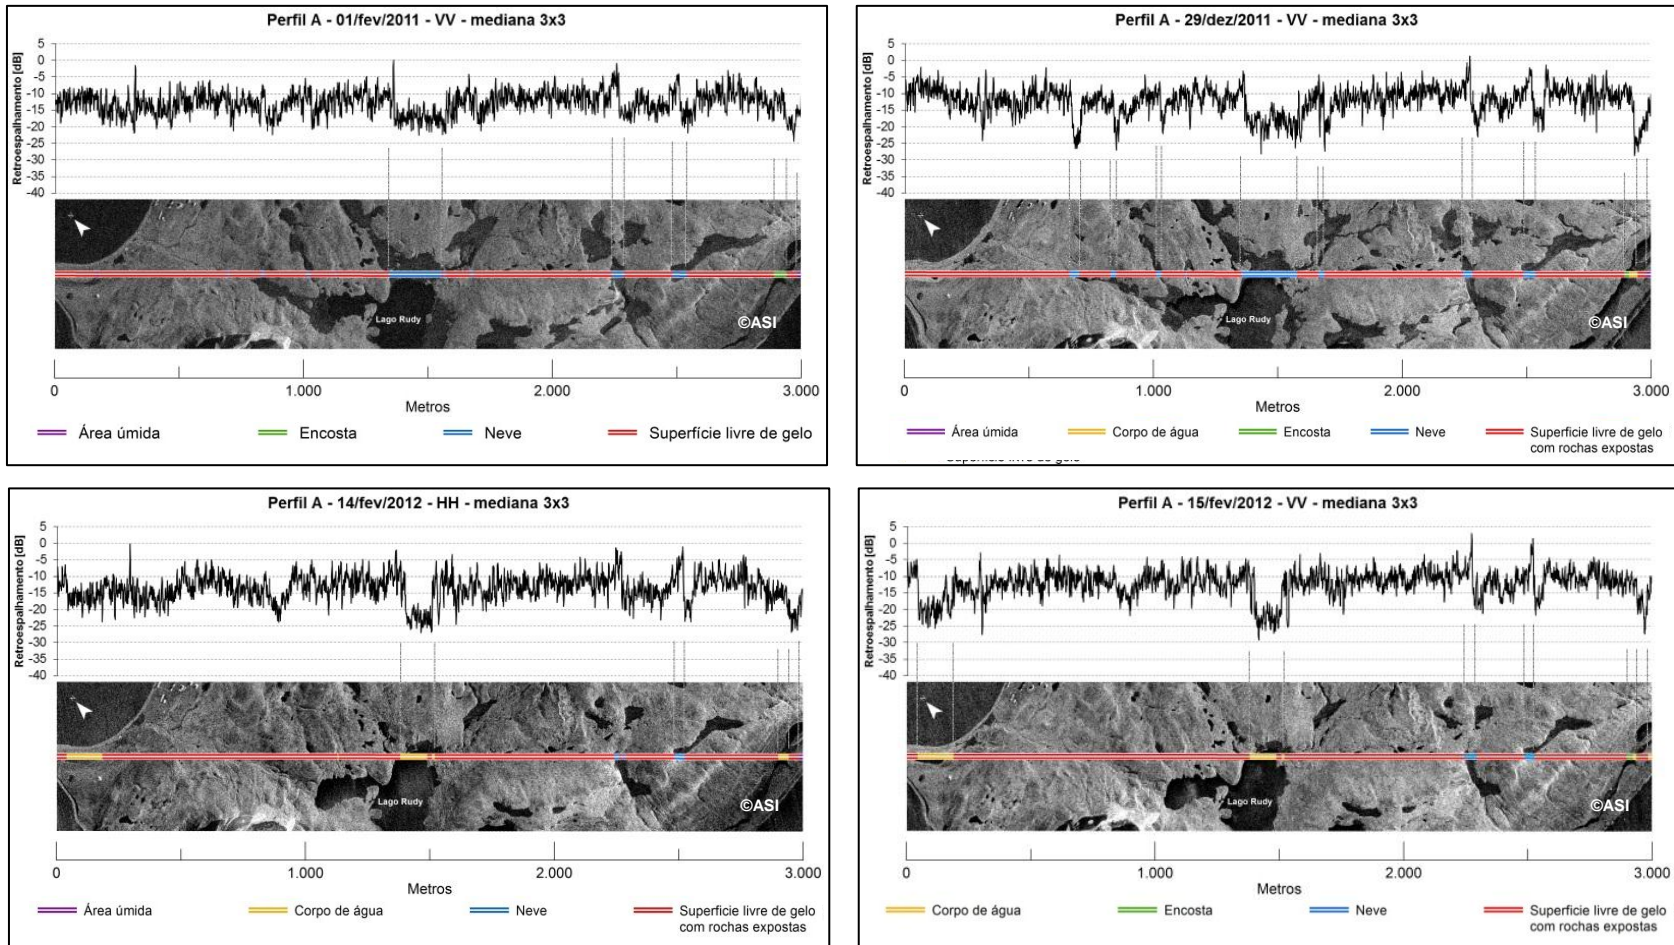 Perfil A - 01/fev/2011 - VV - mediana 3x3
Retroespalhamento [dB]
5
0
-5
-10
-15
-20
-25
-30
-35
-40
Lago Rudy
©ASI
0 1.000 2.000 3.000
Metros
Área úmida Encosta Neve Superfície livre de gelo
Perfil A - 29/dez/2011 - VV - mediana 3x3
Retroespalhamento [dB]
5
0
-5
-10
-15
-20
-25
-30
-35
-40
Lago Rudy
©ASI
0 1.000 2.000 3.000
Metros
Área úmida Corpo de água Encosta Neve Superficie livre de gelo
com rochas expostas
Perfil A - 14/fev/2012 - HH - mediana 3x3
Retroespalhamento [dB]
5
0
-5
-10
-15
-20
-25
-30
-35
-40
Lago Rudy
©ASI
0 1.000 2.000 3.000
Metros
Área úmida Corpo de água Neve Superficie livre de gelo
com rochas expostas
Perfil A - 15/fev/2012 - VV - mediana 3x3
Retroespalhamento [dB]
5
0
-5
-10
-15
-20
-25
-30
-35
-40
Lago Rudy
©ASI
0 1.000 2.000 3.000
Metros
Corpo de água Encosta Neve Superficie livre de gelo
com rochas expostas